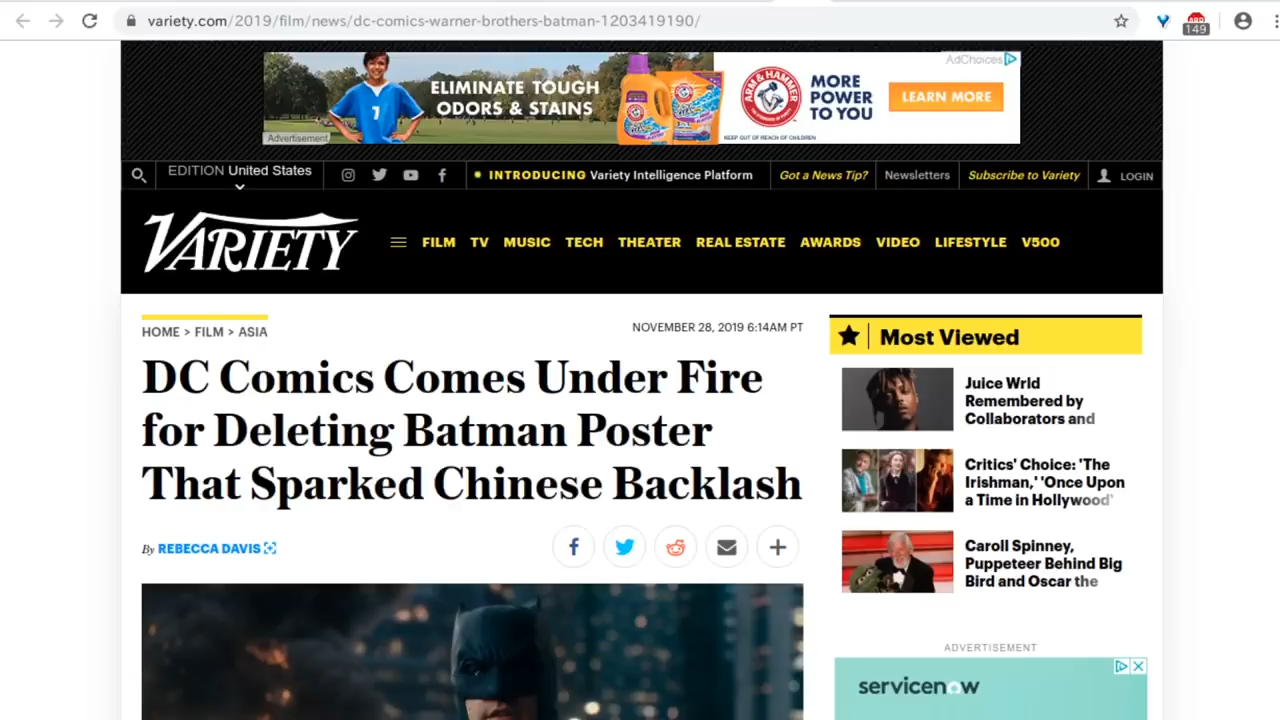 variety.com/2019/film/news/dc-comics-warner-brothers-batman-1203419190/
149
AdChoices
ELIMINATE TOUGH
ODORS & STAINS
ARM & HAMMER
MORE
POWER
TO YOU
LEARN MORE
Advertisement
KEEP OUT OF REACH OF CHILDREN
EDITION United States
INTRODUCING Variety Intelligence Platform
Got a News Tip?
Newsletters
Subscribe to Variety
LOGIN
VARIETY
FILM TV MUSIC TECH THEATER REAL ESTATE AWARDS VIDEO LIFESTYLE V500
HOME > FILM > ASIA
NOVEMBER 28, 2019 6:14AM PT
DC Comics Comes Under Fire
for Deleting Batman Poster
That Sparked Chinese Backlash
By REBECCA DAVIS
Most Viewed
Juice Wrld
Remembered by
Collaborators and
Critics' Choice: 'The
Irishman,' 'Once Upon
a Time in Hollywood'
Caroll Spinney,
Puppeteer Behind Big
Bird and Oscar the
ADVERTISEMENT
servicenow